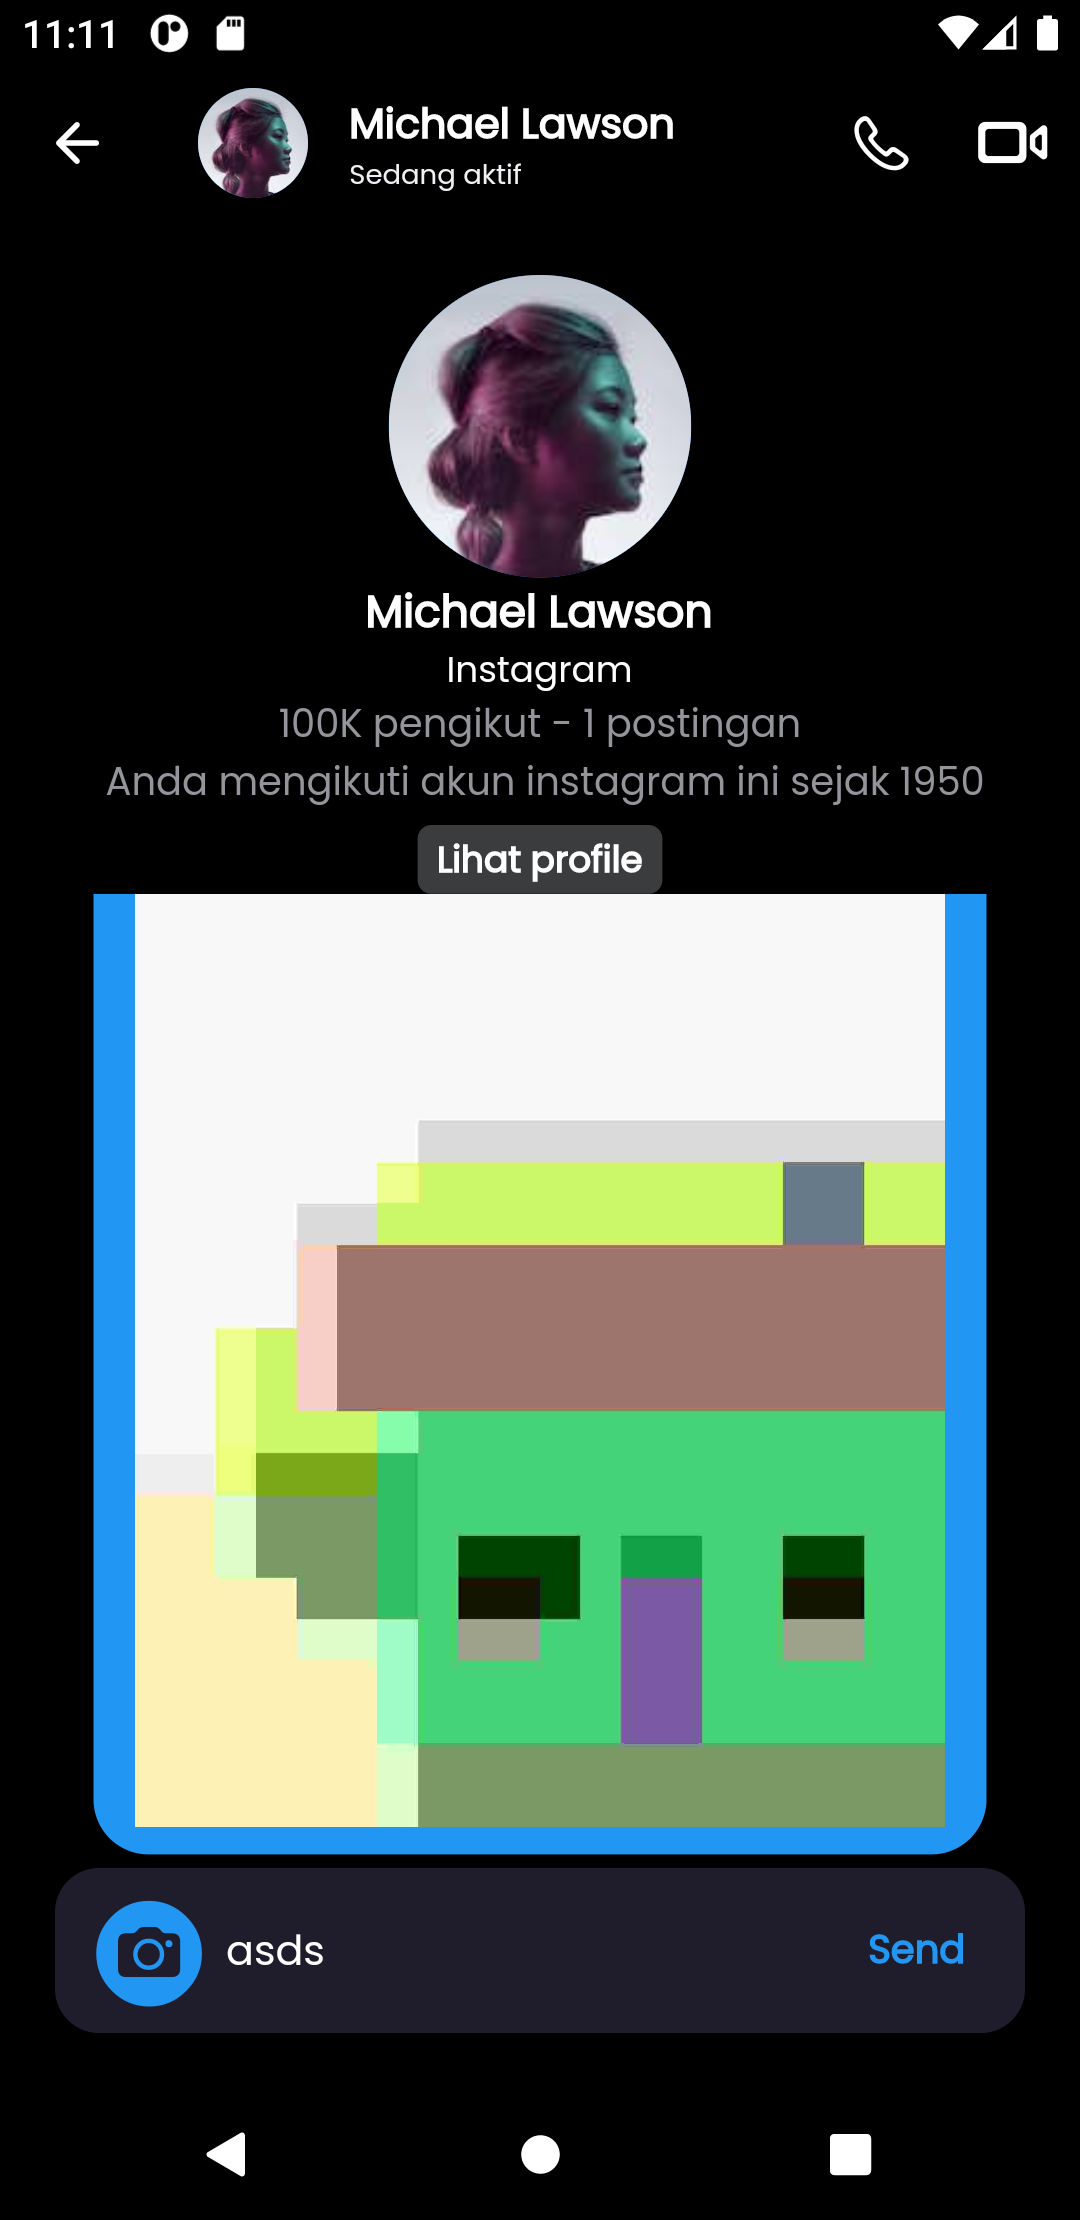 11:11
Michael Lawson
Sedang aktif
Michael Lawson
Instagram
100K pengikut - 1 postingan
Anda mengikuti akun instagram ini sejak 1950
Lihat profile
asds
Send